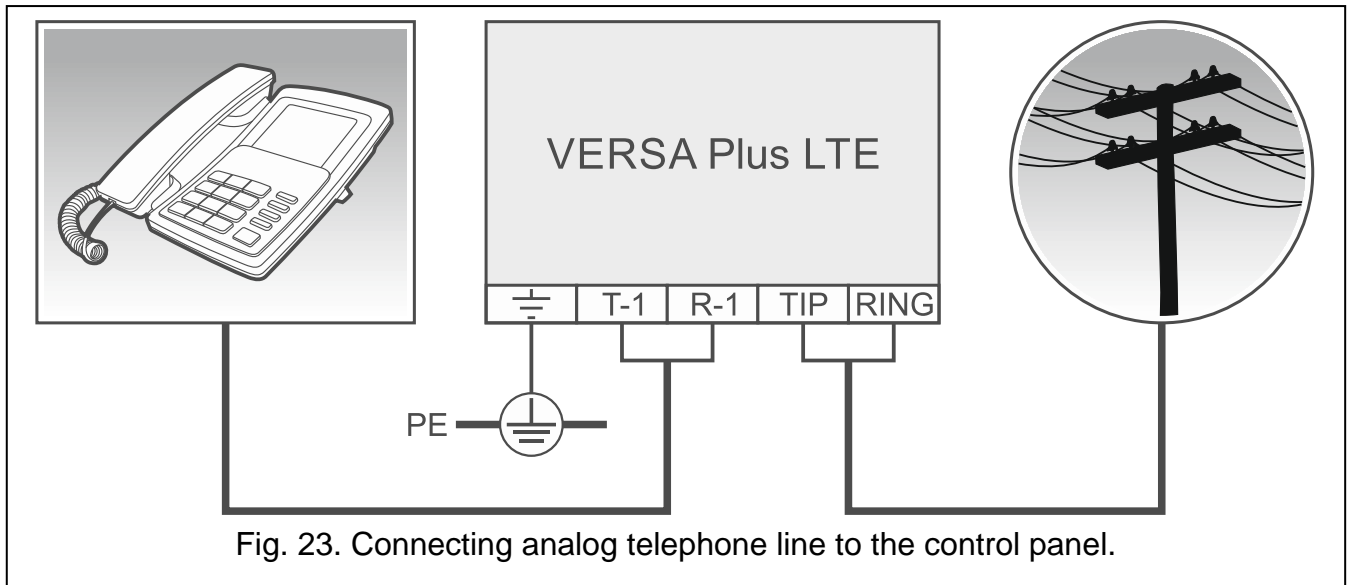 VERSA Plus LTE
T-1 R-1 TIP RING
PE
Fig. 23. Connecting analog telephone line to the control panel.